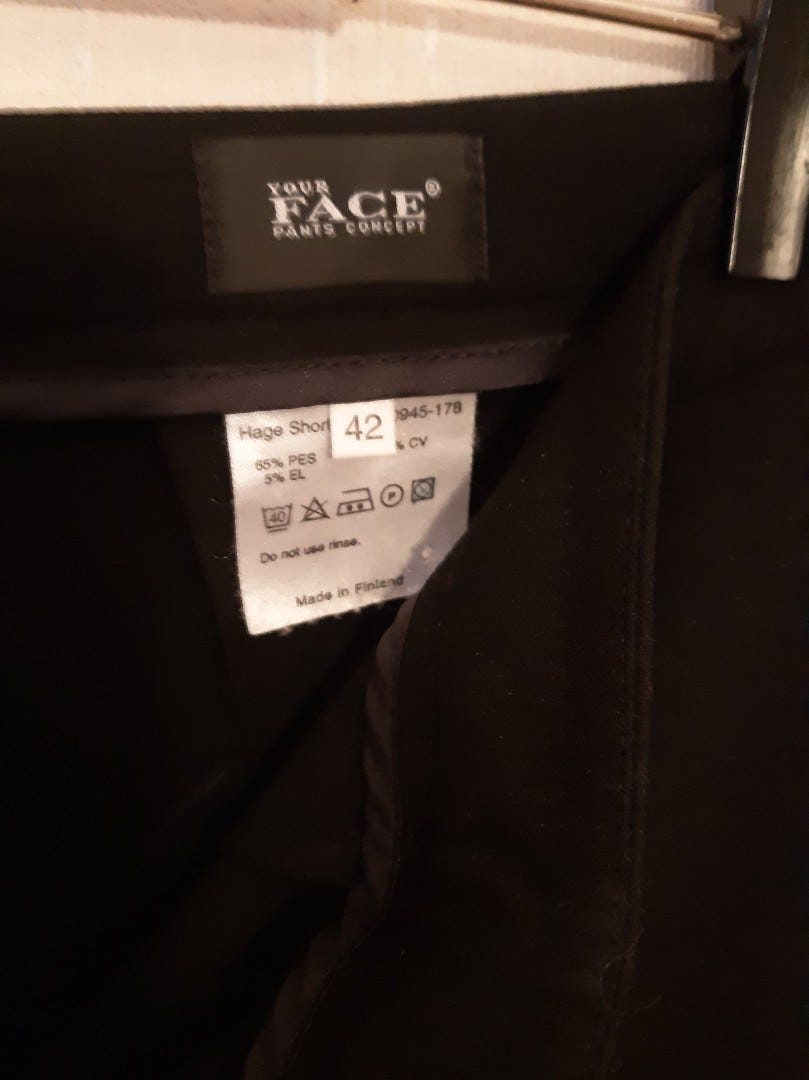 YOUR
FACE®
PANTS CONCEPT
Hage Short 42 0945-178
65% PES % CV
5% EL
40 P
Do not use rinse.
Made in Finland